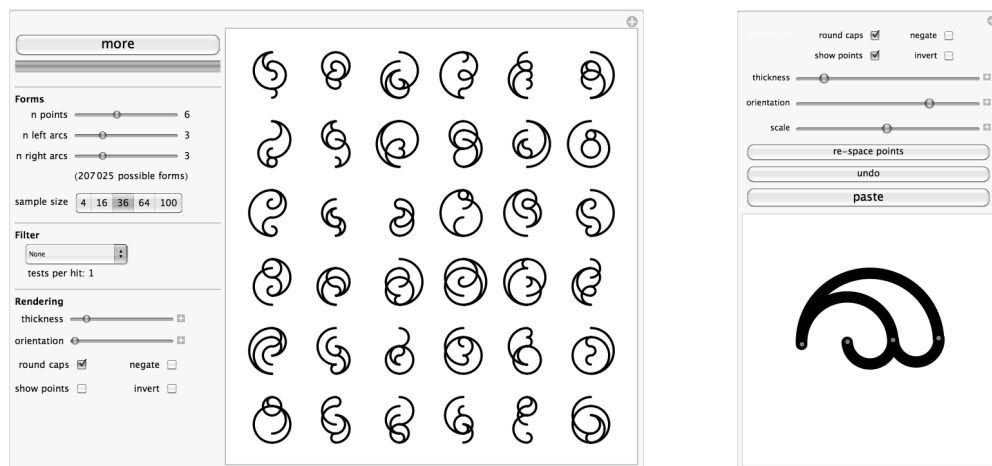 more
Forms
n points 6
n left arcs 3
n right arcs 3
(207025 possible forms)
sample size 4 16 36 64 100
Filter
None
tests per hit: 1
Rendering
thickness
orientation
round caps negate
show points invert
round caps negate
show points invert
thickness
orientation
scale
re-space points
undo
paste